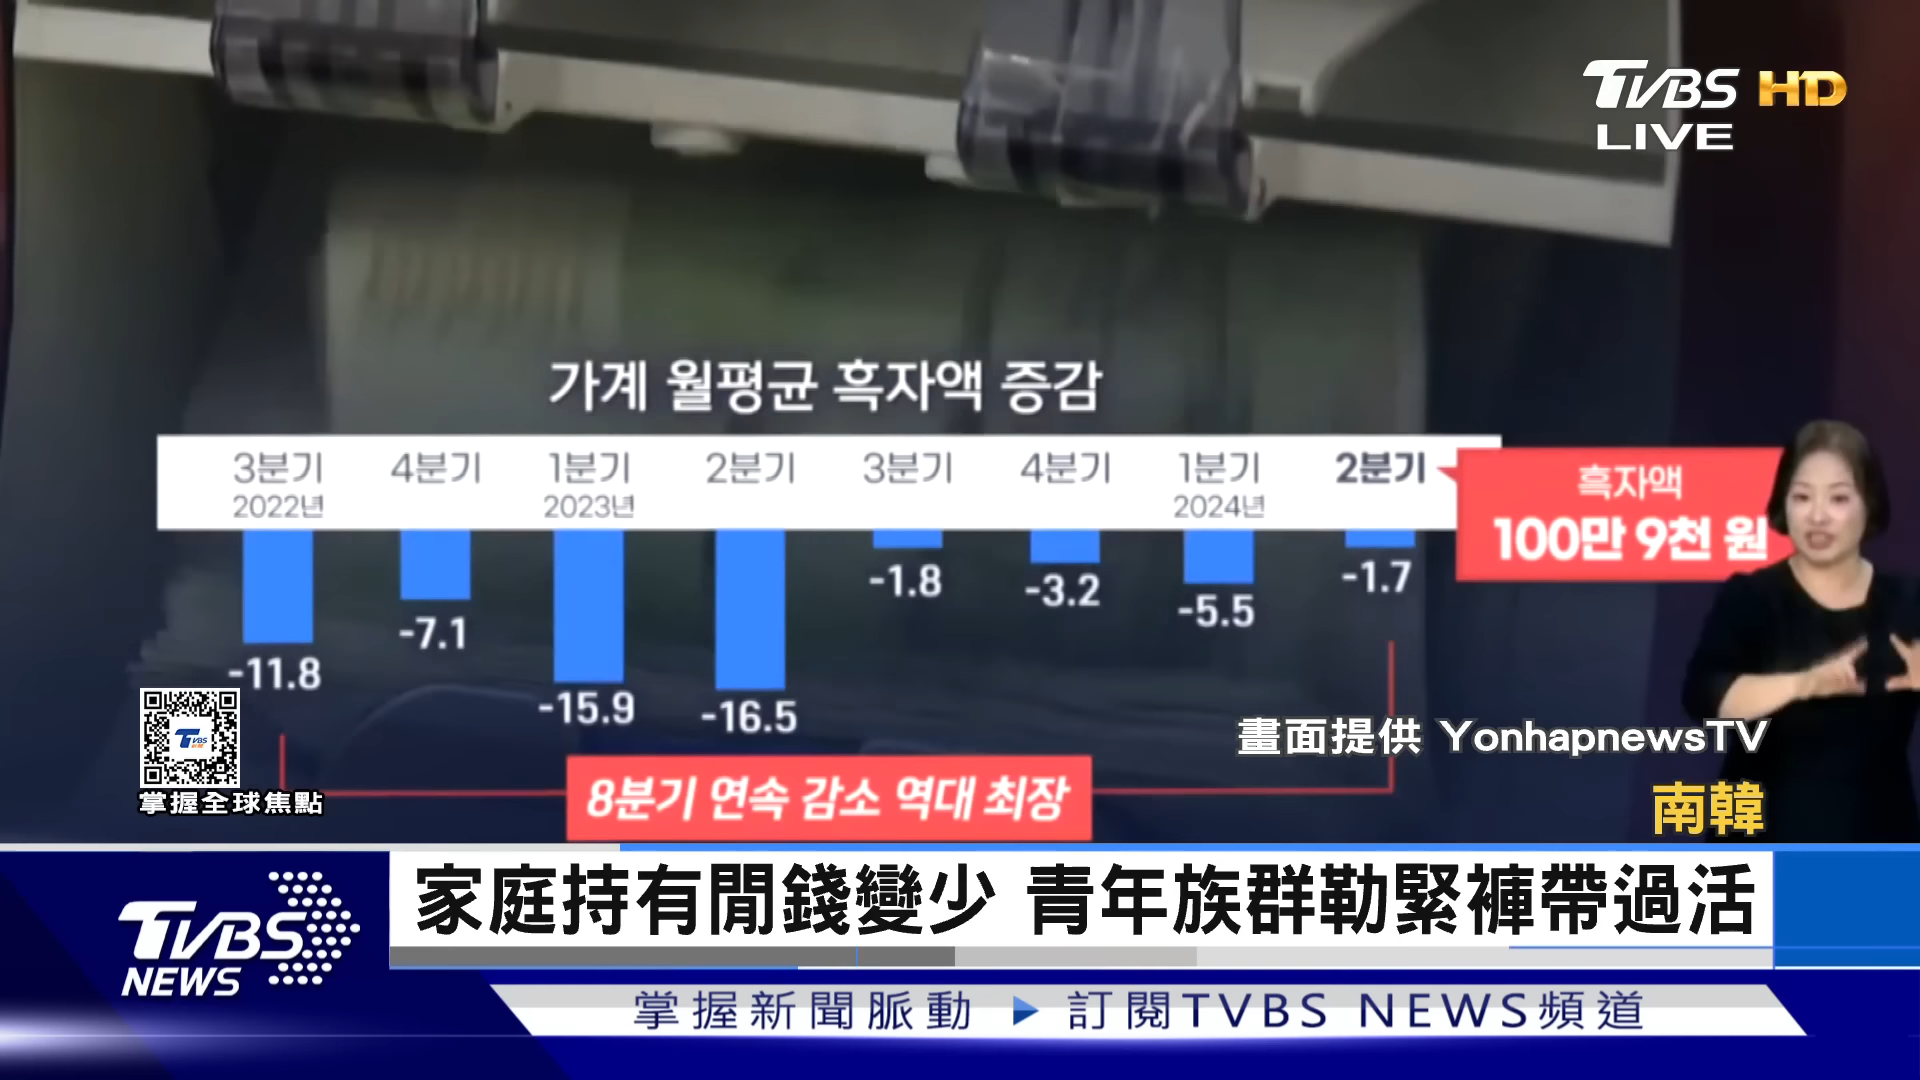 TVBS HD
LIVE
가계 월평균 흑자액 증감
3분기 4분기 1분기 2분기 3분기 4분기 1분기 2분기
2022년 2023년 2024년
흑자액
100만 9천 원
-11.8 -7.1 -15.9 -16.5 -1.8 -3.2 -5.5 -1.7
8분기 연속 감소 역대 최장
畫面提供 YonhapnewsTV
南韓
TVBS
掌握全球焦點
家庭持有閒錢變少 青年族群勒緊褲帶過活
TVBS
NEWS
掌握新聞脈動 ▶ 訂閱TVBS NEWS頻道